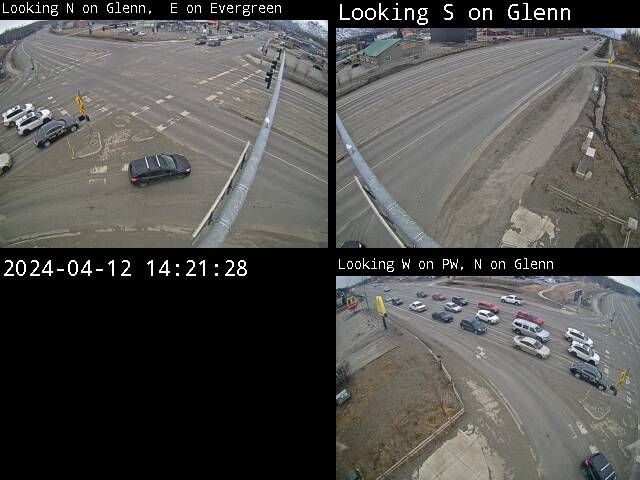 Looking N on Glenn,  E on Evergreen
Looking S on Glenn
2024-04-12 14:21:28
Looking W on PW, N on Glenn